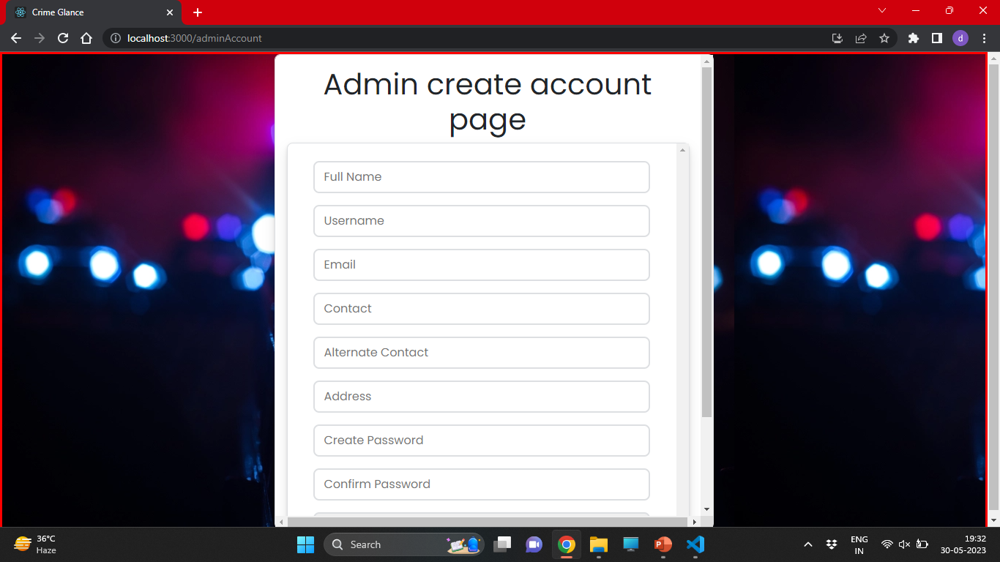 Crime Glance
localhost:3000/adminAccount
d
Admin create account
page
Full Name
Username
Email
Contact
Alternate Contact
Address
Create Password
Confirm Password
36°C
Haze
Search
P
ENG
IN
19:32
30-05-2023